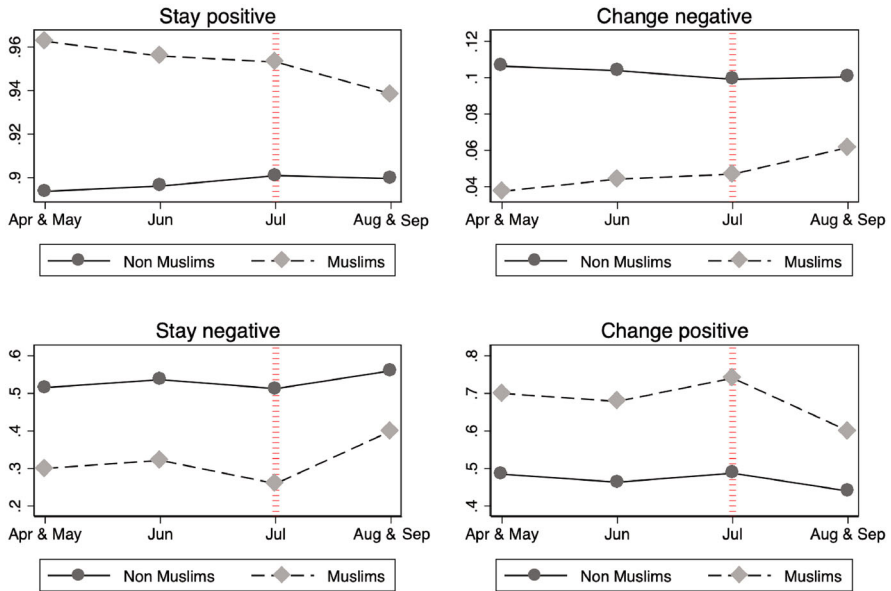 Stay positive
.96
.94
.92
.9
Apr & May Jun Jul Aug & Sep
Non Muslims Muslims
Change negative
.12
.1
.08
.06
.04
Apr & May Jun Jul Aug & Sep
Non Muslims Muslims
Stay negative
.6
.5
.4
.3
.2
Apr & May Jun Jul Aug & Sep
Non Muslims Muslims
Change positive
.8
.7
.6
.5
.4
Apr & May Jun Jul Aug & Sep
Non Muslims Muslims